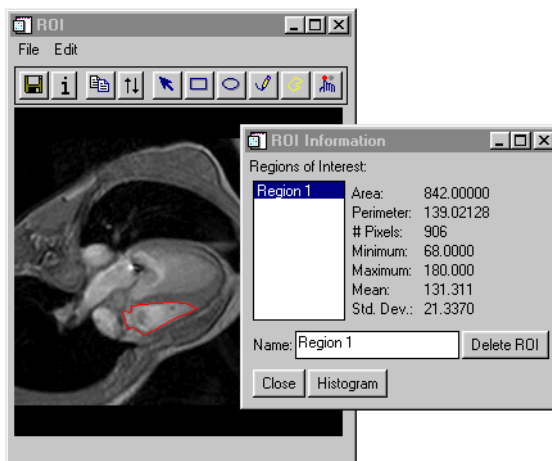 ROI
File Edit
ROI Information
Regions of Interest:
Region 1
Area: 842.00000
Perimeter: 139.02128
# Pixels: 906
Minimum: 68.0000
Maximum: 180.000
Mean: 131.311
Std. Dev.: 21.3370
Name: Region 1 Delete ROI
Close Histogram